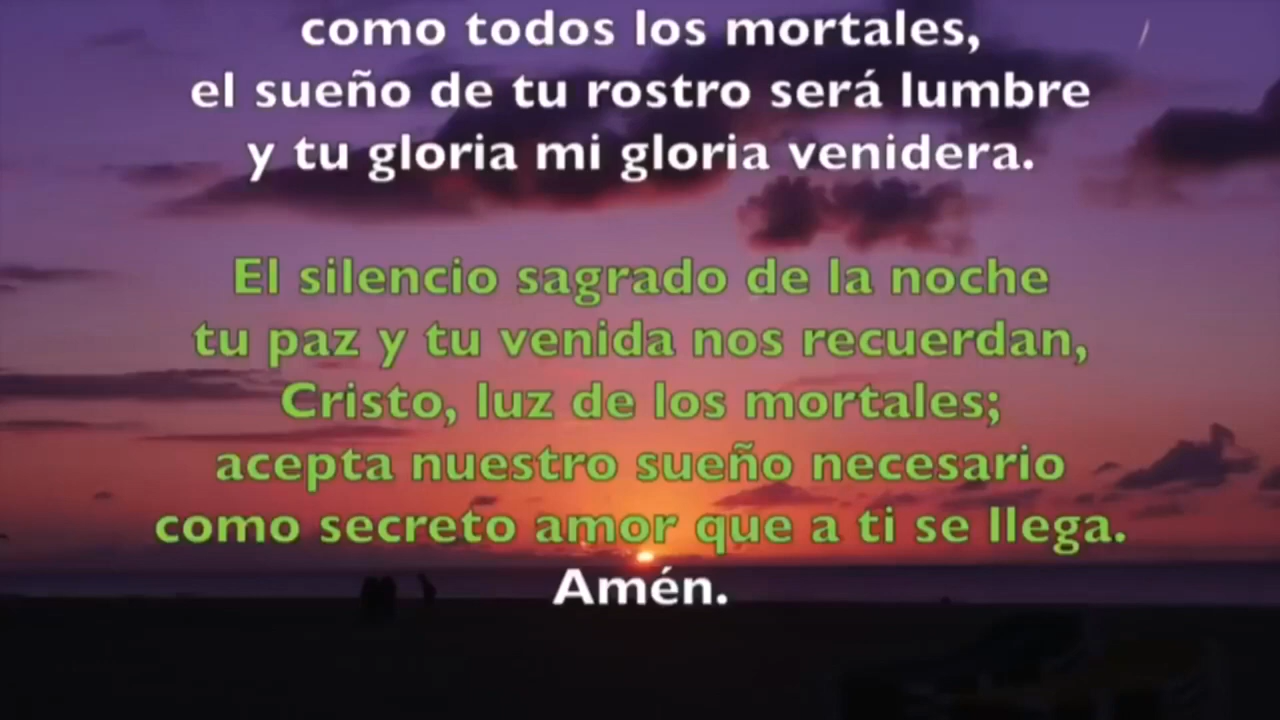 como todos los mortales,
el sueño de tu rostro será lumbre
y tu gloria mi gloria venidera.
El silencio sagrado de la noche
tu paz y tu venida nos recuerdan,
Cristo, luz de los mortales;
acepta nuestro sueño necesario
como secreto amor que a ti se llega.
Amén.